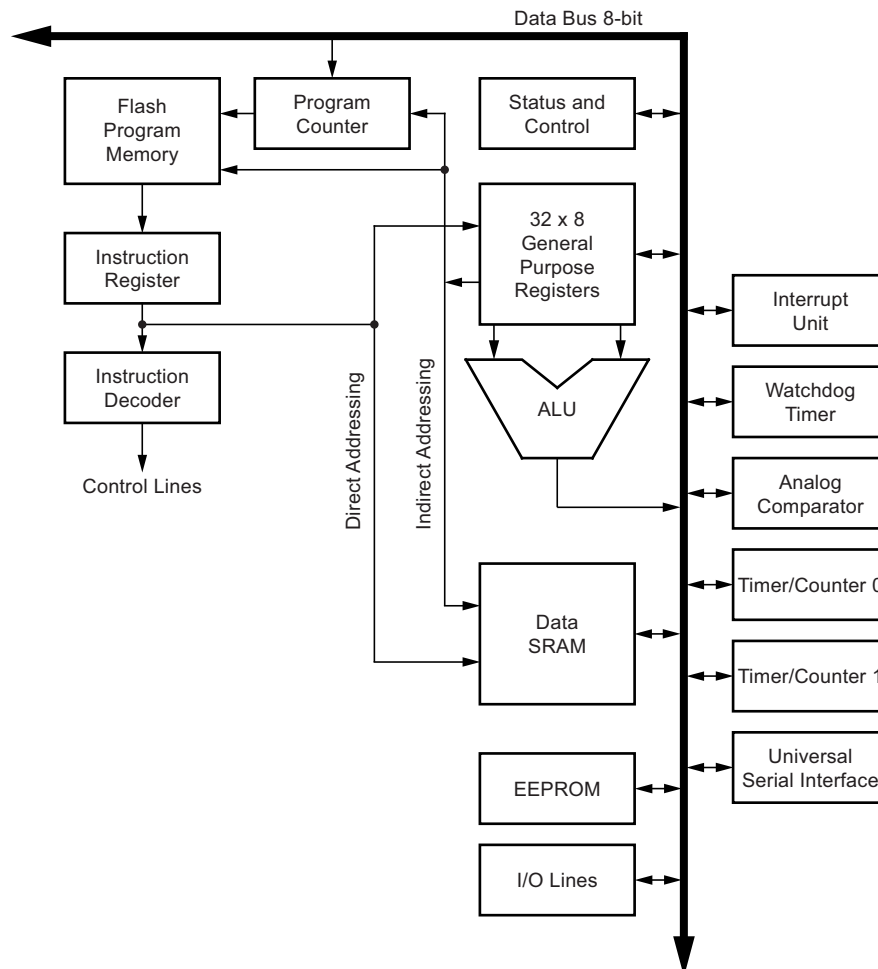 Data Bus 8-bit
Flash
Program
Memory
Program
Counter
Status and
Control
32 x 8
General
Purpose
Registers
Instruction
Register
Interrupt
Unit
Instruction
Decoder
ALU
Watchdog
Timer
Control Lines
Direct Addressing
Indirect Addressing
Analog
Comparator
Data
SRAM
Timer/Counter 0
Timer/Counter 1
Universal
Serial Interface
EEPROM
I/O Lines